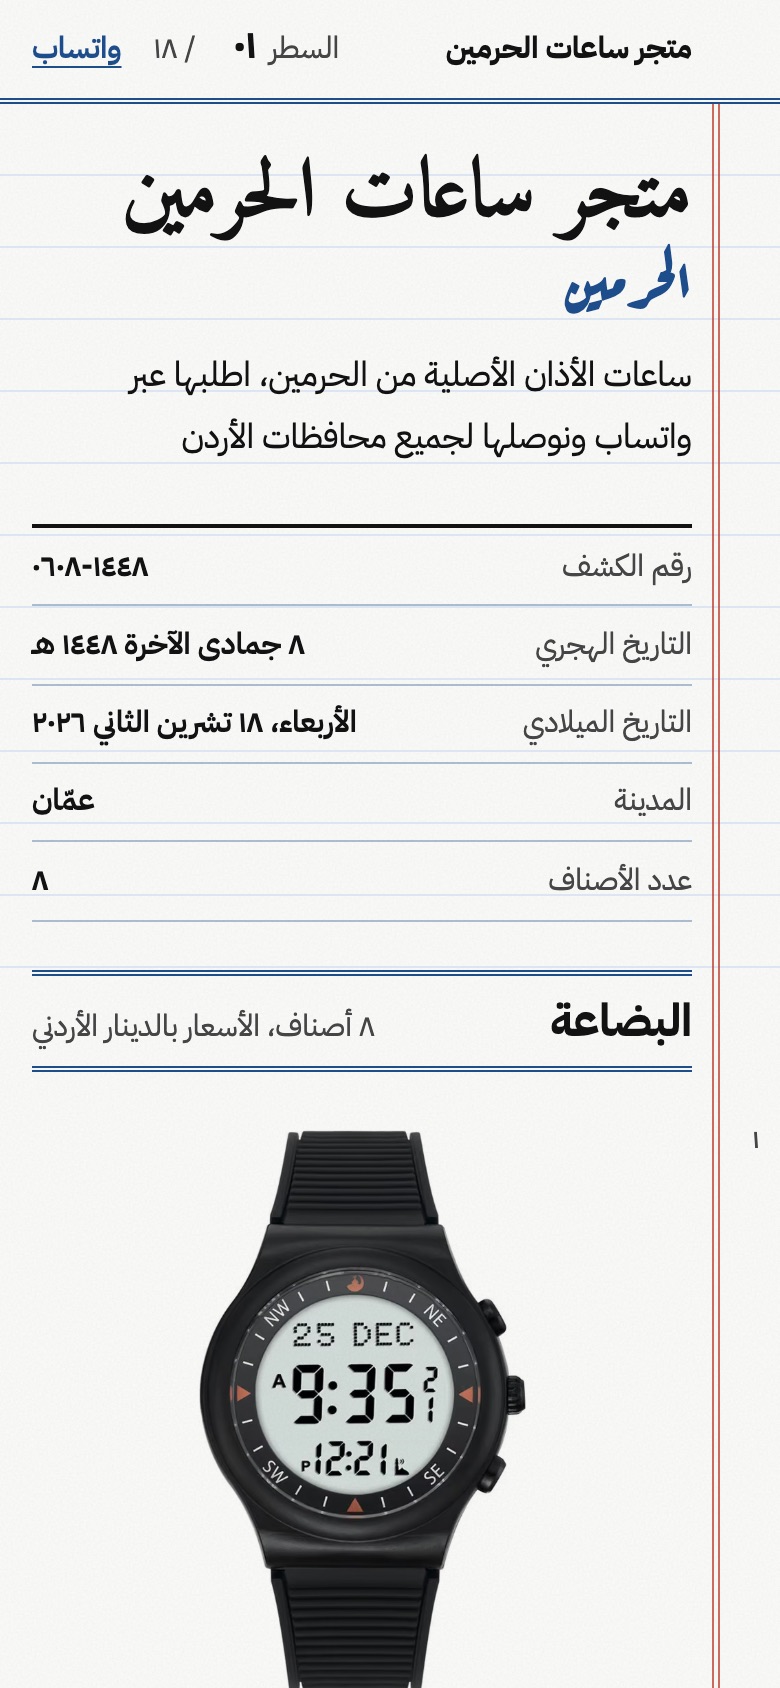 متجر ساعات الحرمين
السطر ٠١ / ١٨
واتساب
متجر ساعات الحرمين
الحرمين
ساعات الأذان الأصلية من الحرمين، اطلبها عبر
واتساب ونوصلها لجميع محافظات الأردن
رقم الكشف ١٤٤٨-٠٦٠٨
التاريخ الهجري ٨ جمادى الآخرة ١٤٤٨ هـ
التاريخ الميلادي الأربعاء، ١٨ تشرين الثاني ٢٠٢٦
المدينة عمّان
عدد الأصناف ٨
البضاعة ٨ أصناف، الأسعار بالدينار الأردني
١
NW NE
25 DEC
A 9:35 21
P 12:21
SW SE